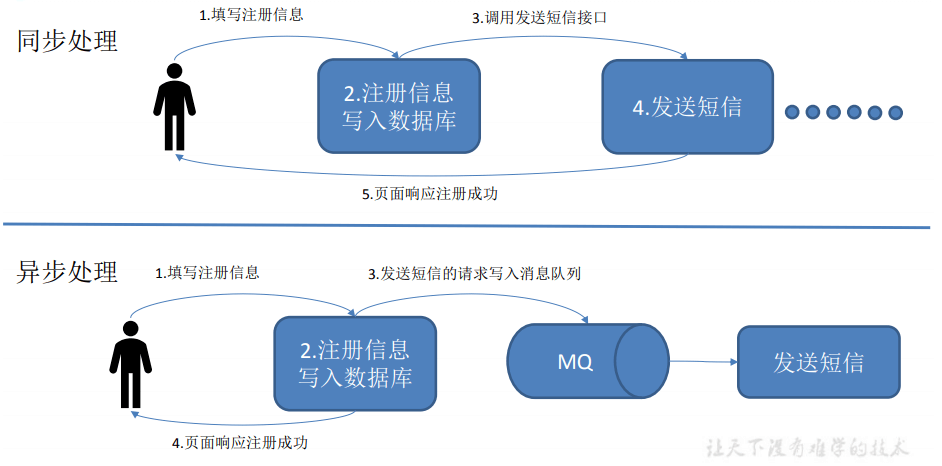 同步处理
1.填写注册信息
3.调用发送短信接口
2.注册信息
写入数据库
4.发送短信
5.页面响应注册成功
异步处理
1.填写注册信息
3.发送短信的请求写入消息队列
2.注册信息
写入数据库
MQ
发送短信
4.页面响应注册成功
让天下没有难学的技术